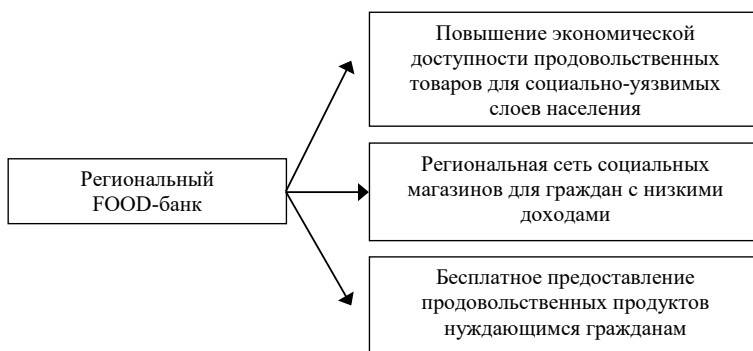 Повышение экономической
доступности продовольственных
товаров для социально-уязвимых
слоев населения
Региональный
FOOD-банк
Региональная сеть социальных
магазинов для граждан с низкими
доходами
Бесплатное предоставление
продовольственных продуктов
нуждающимся гражданам